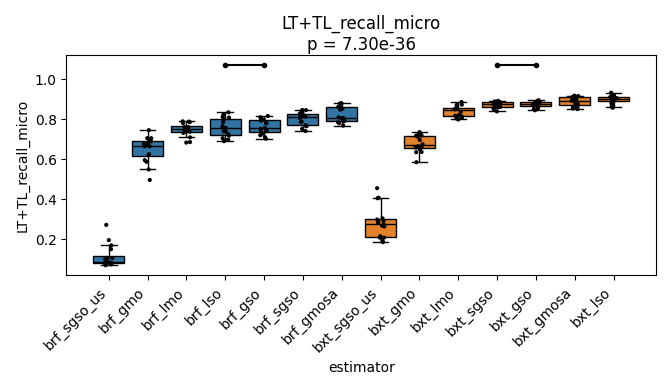 LT+TL_recall_micro
p = 7.30e-36
LT+TL_recall_micro
1.0
0.8
0.6
0.4
0.2
brf_sgso_us
brf_gmo
brf_lmo
brf_lso
brf_gso
brf_sgso
brf_gmosa
bxt_sgso_us
bxt_gmo
bxt_lmo
bxt_sgso
bxt_gso
bxt_gmosa
bxt_lso
estimator